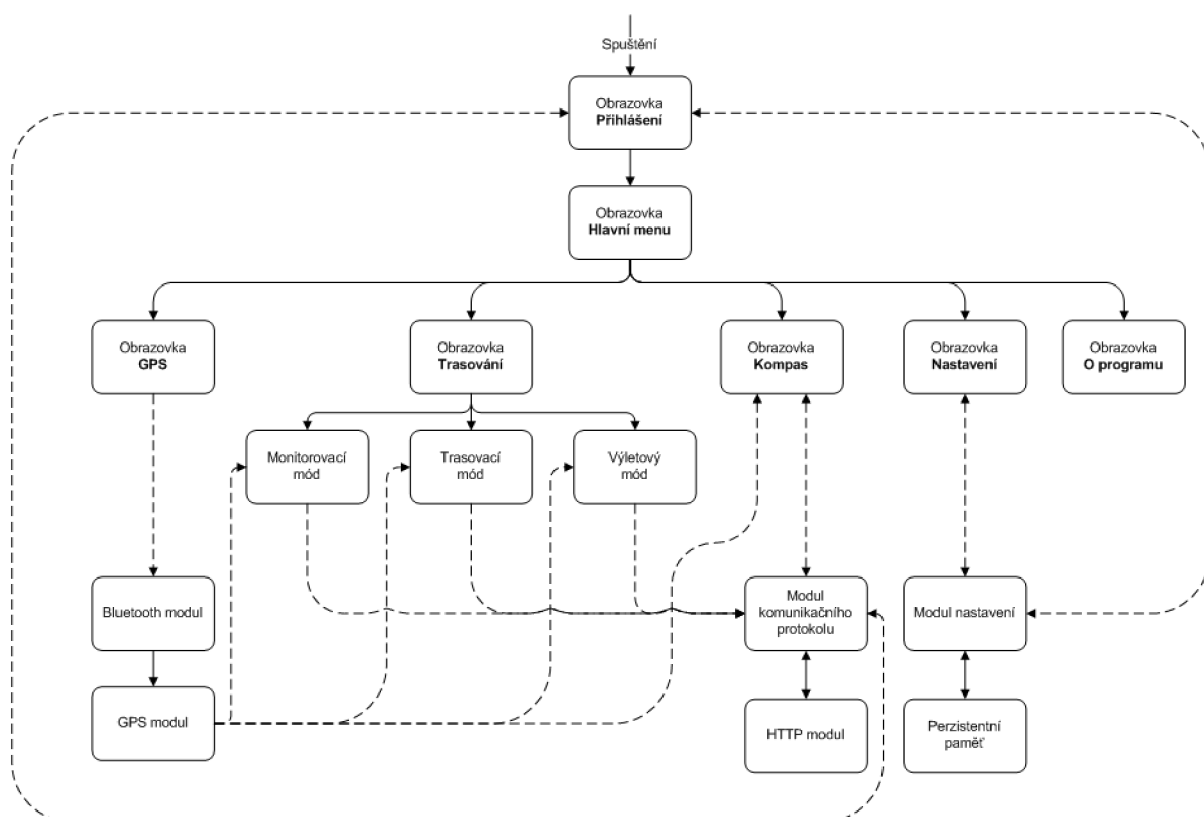 Spuštění
Obrazovka
Přihlášení
Obrazovka
Hlavní menu
Obrazovka
GPS
Obrazovka
Trasování
Obrazovka
Kompas
Obrazovka
Nastavení
Obrazovka
O programu
Monitorovací
mód
Trasovací
mód
Výletový
mód
Bluetooth modul
Modul
komunikačního
protokolu
Modul nastavení
GPS modul
HTTP modul
Perzistentní
paměť